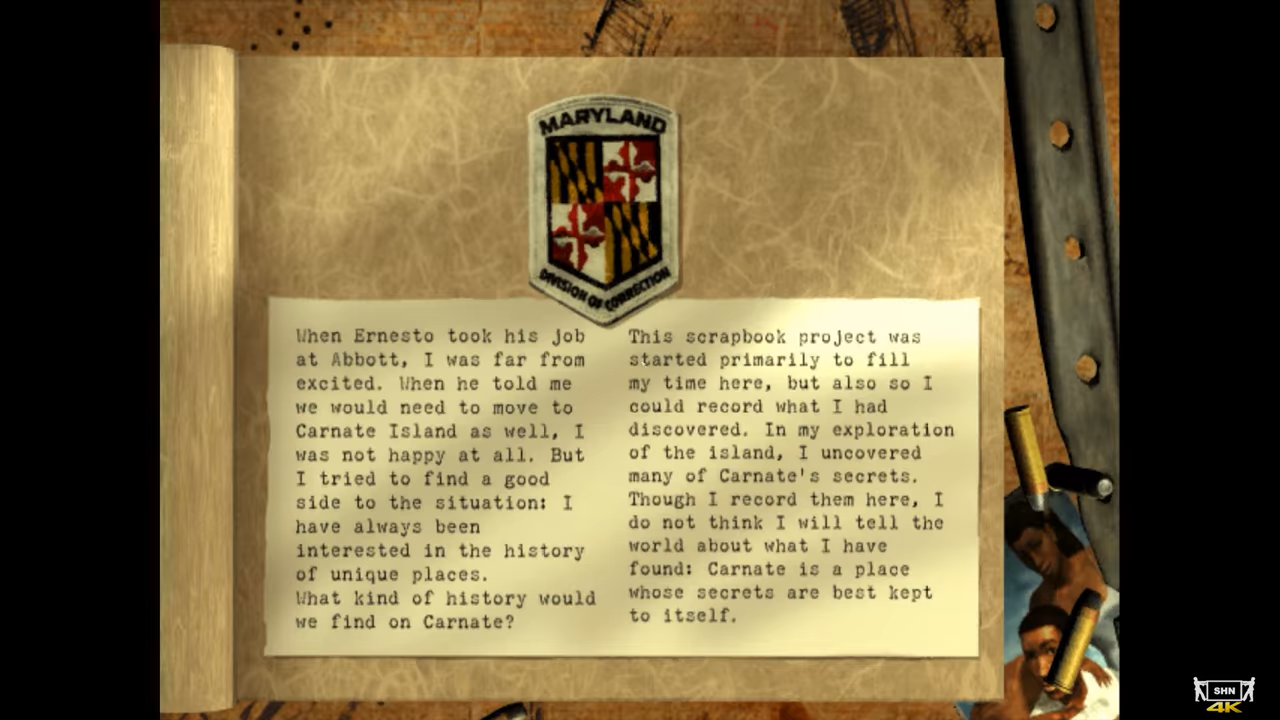 MARYLAND
DIVISION OF CORRECTION
When Ernesto took his job
at Abbott, I was far from
excited. When he told me
we would need to move to
Carnate Island as well, I
was not happy at all. But
I tried to find a good
side to the situation: I
have always been
interested in the history
of unique places.
What kind of history would
we find on Carnate?
This scrapbook project was
started primarily to fill
my time here, but also so I
could record what I had
discovered. In my exploration
of the island, I uncovered
many of Carnate's secrets.
Though I record them here, I
do not think I will tell the
world about what I have
found: Carnate is a place
whose secrets are best kept
to itself.
SHN
4K